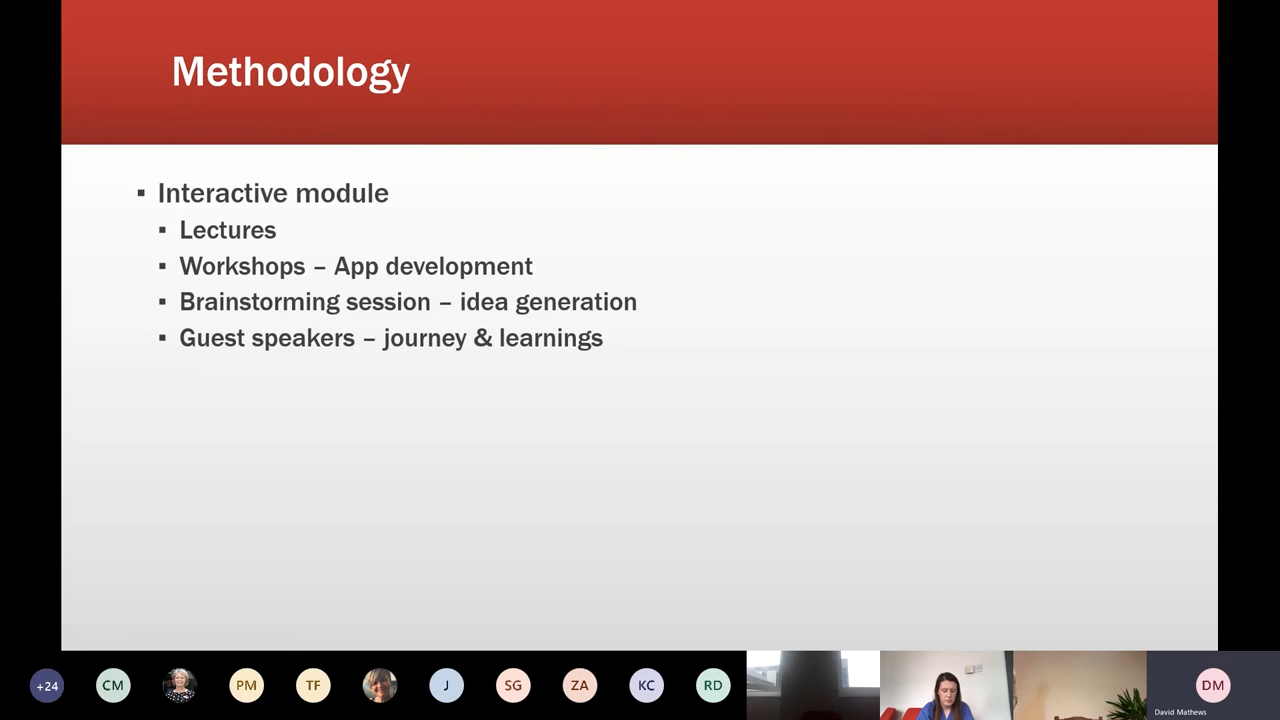 Methodology
▪ Interactive module
▪ Lectures
▪ Workshops – App development
▪ Brainstorming session – idea generation
▪ Guest speakers – journey & learnings
+24 CM PM TF J SG ZA KC RD DM
David Mathews